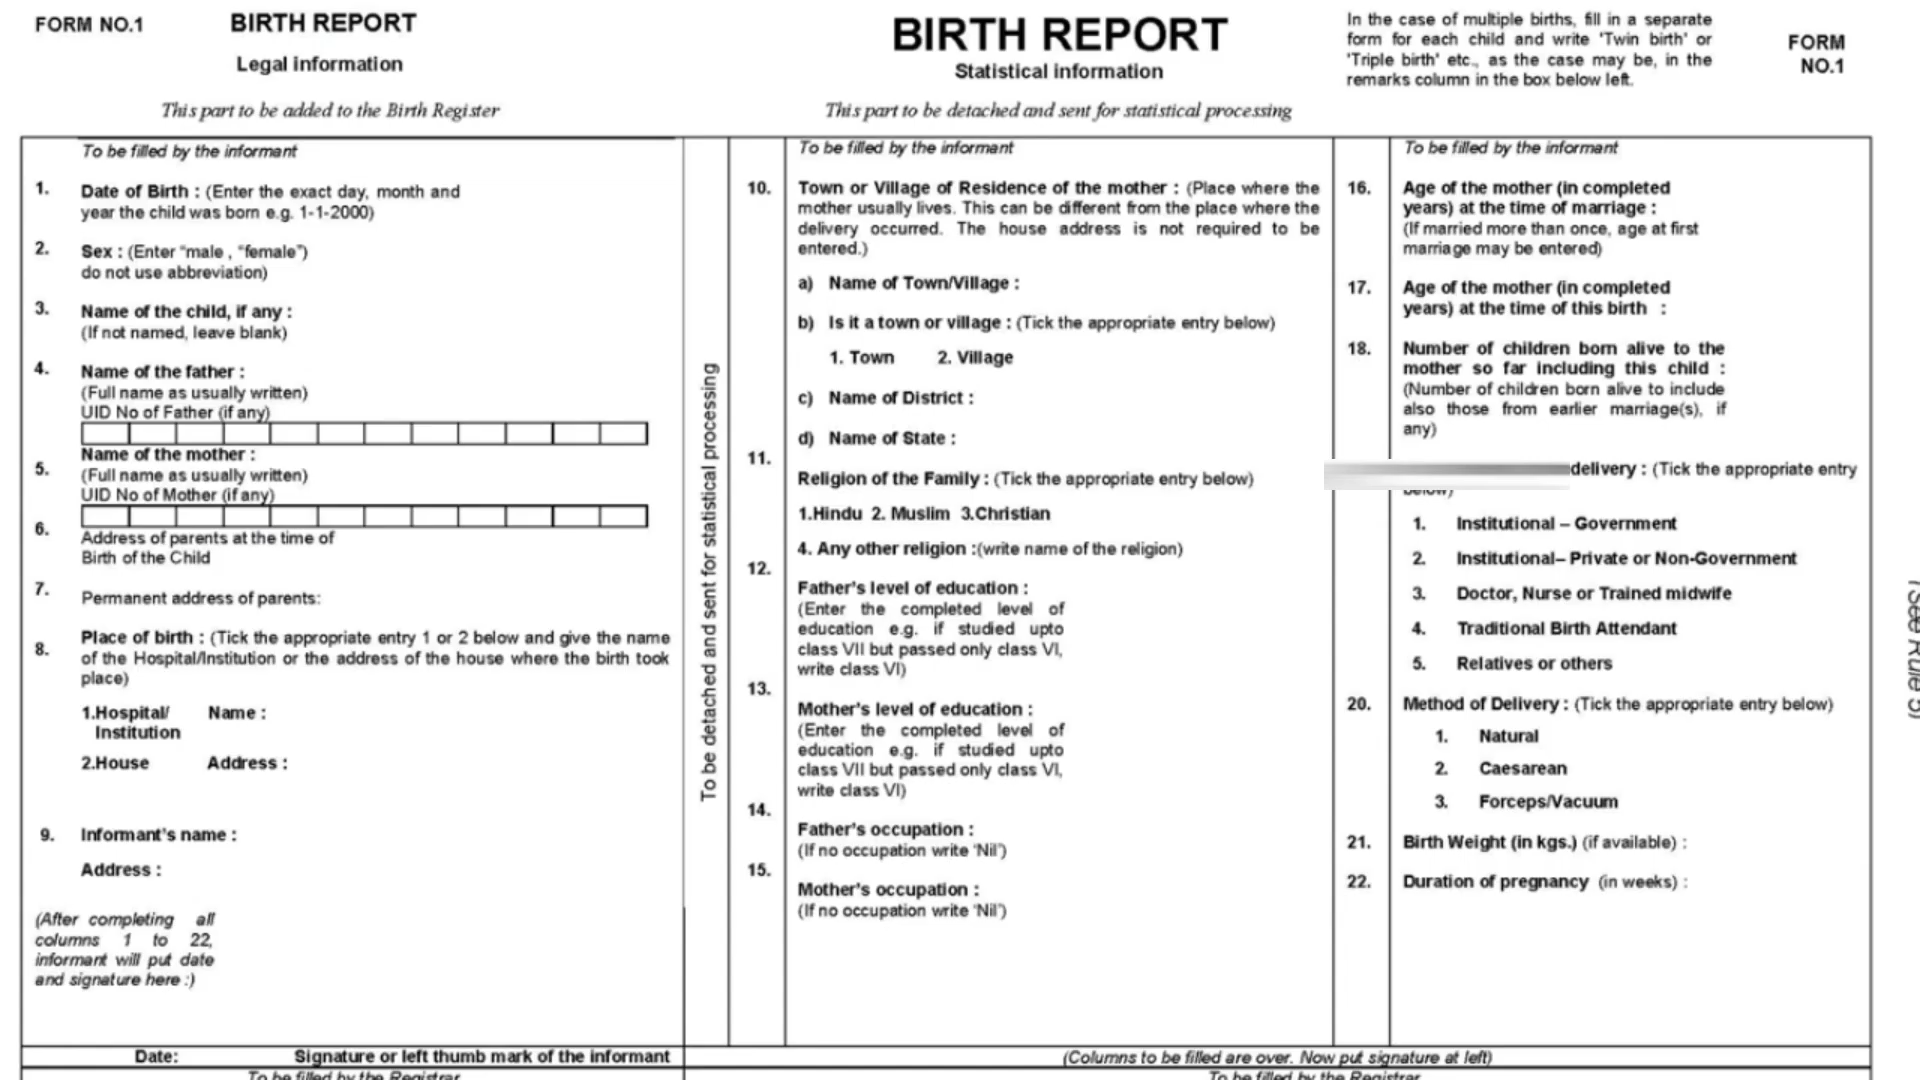 FORM NO.1
BIRTH REPORT
Legal information
This part to be added to the Birth Register
To be filled by the informant
1. Date of Birth : (Enter the exact day, month and
year the child was born e.g. 1-1-2000)
2. Sex : (Enter “male , “female”)
do not use abbreviation)
3. Name of the child, if any :
(If not named, leave blank)
4. Name of the father :
(Full name as usually written)
UID No of Father (if any)
5. Name of the mother :
(Full name as usually written)
UID No of Mother (if any)
6. Address of parents at the time of
Birth of the Child
7. Permanent address of parents:
8. Place of birth : (Tick the appropriate entry 1 or 2 below and give the name
of the Hospital/Institution or the address of the house where the birth took
place)
1.Hospital/ Name :
Institution
2.House Address :
9. Informant's name :
Address :
(After completing all
columns 1 to 22,
informant will put date
and signature here :)
Date: Signature or left thumb mark of the informant
To be filled by the Registrar
To be detached and sent for statistical processing
BIRTH REPORT
Statistical information
This part to be detached and sent for statistical processing
To be filled by the informant
10. Town or Village of Residence of the mother : (Place where the
mother usually lives. This can be different from the place where the
delivery occurred. The house address is not required to be
entered.)
a) Name of Town/Village :
b) Is it a town or village : (Tick the appropriate entry below)
1. Town 2. Village
c) Name of District :
d) Name of State :
11. Religion of the Family : (Tick the appropriate entry below)
1.Hindu 2. Muslim 3.Christian
4. Any other religion :(write name of the religion)
12. Father's level of education :
(Enter the completed level of
education e.g. if studied upto
class VII but passed only class VI,
write class VI)
13. Mother's level of education :
(Enter the completed level of
education e.g. if studied upto
class VII but passed only class VI,
write class VI)
14. Father's occupation :
(If no occupation write ‘Nil’)
15. Mother's occupation :
(If no occupation write ‘Nil’)
In the case of multiple births, fill in a separate
form for each child and write 'Twin birth' or
'Triple birth' etc., as the case may be, in the
remarks column in the box below left.
FORM
NO.1
To be filled by the informant
16. Age of the mother (in completed
years) at the time of marriage :
(If married more than once, age at first
marriage may be entered)
17. Age of the mother (in completed
years) at the time of this birth :
18. Number of children born alive to the
mother so far including this child :
(Number of children born alive to include
also those from earlier marriage(s), if
any)
delivery : (Tick the appropriate entry
below)
1. Institutional – Government
2. Institutional– Private or Non-Government
3. Doctor, Nurse or Trained midwife
4. Traditional Birth Attendant
5. Relatives or others
20. Method of Delivery : (Tick the appropriate entry below)
1. Natural
2. Caesarean
3. Forceps/Vacuum
21. Birth Weight (in kgs.) (if available) :
22. Duration of pregnancy (in weeks) :
(Columns to be filled are over. Now put signature at left)
To be filled by the Registrar
(See Rule 5)